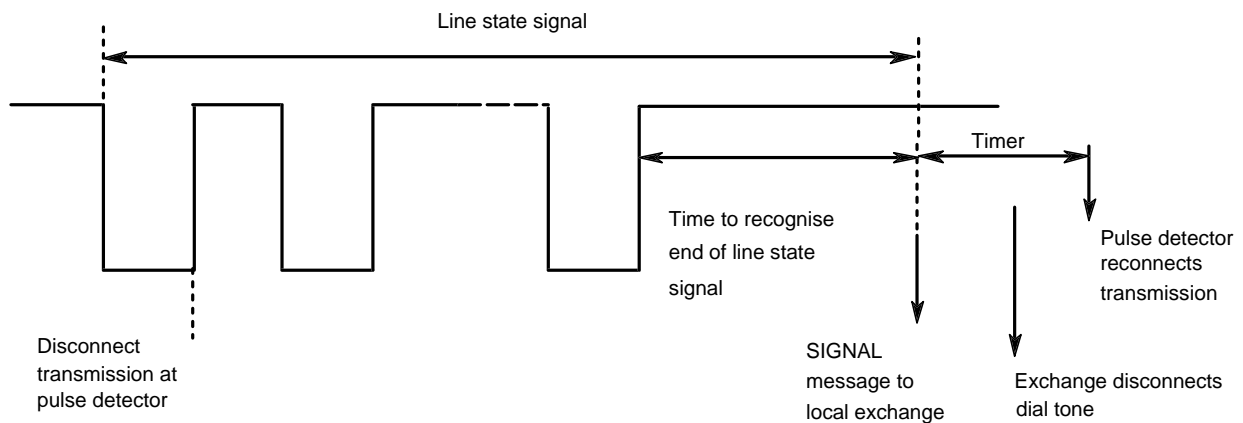 Line state signal
Timer
Time to recognise
end of line state
signal
Pulse detector
reconnects
transmission
Disconnect
transmission at
pulse detector
SIGNAL
message to
local exchange
Exchange disconnects
dial tone